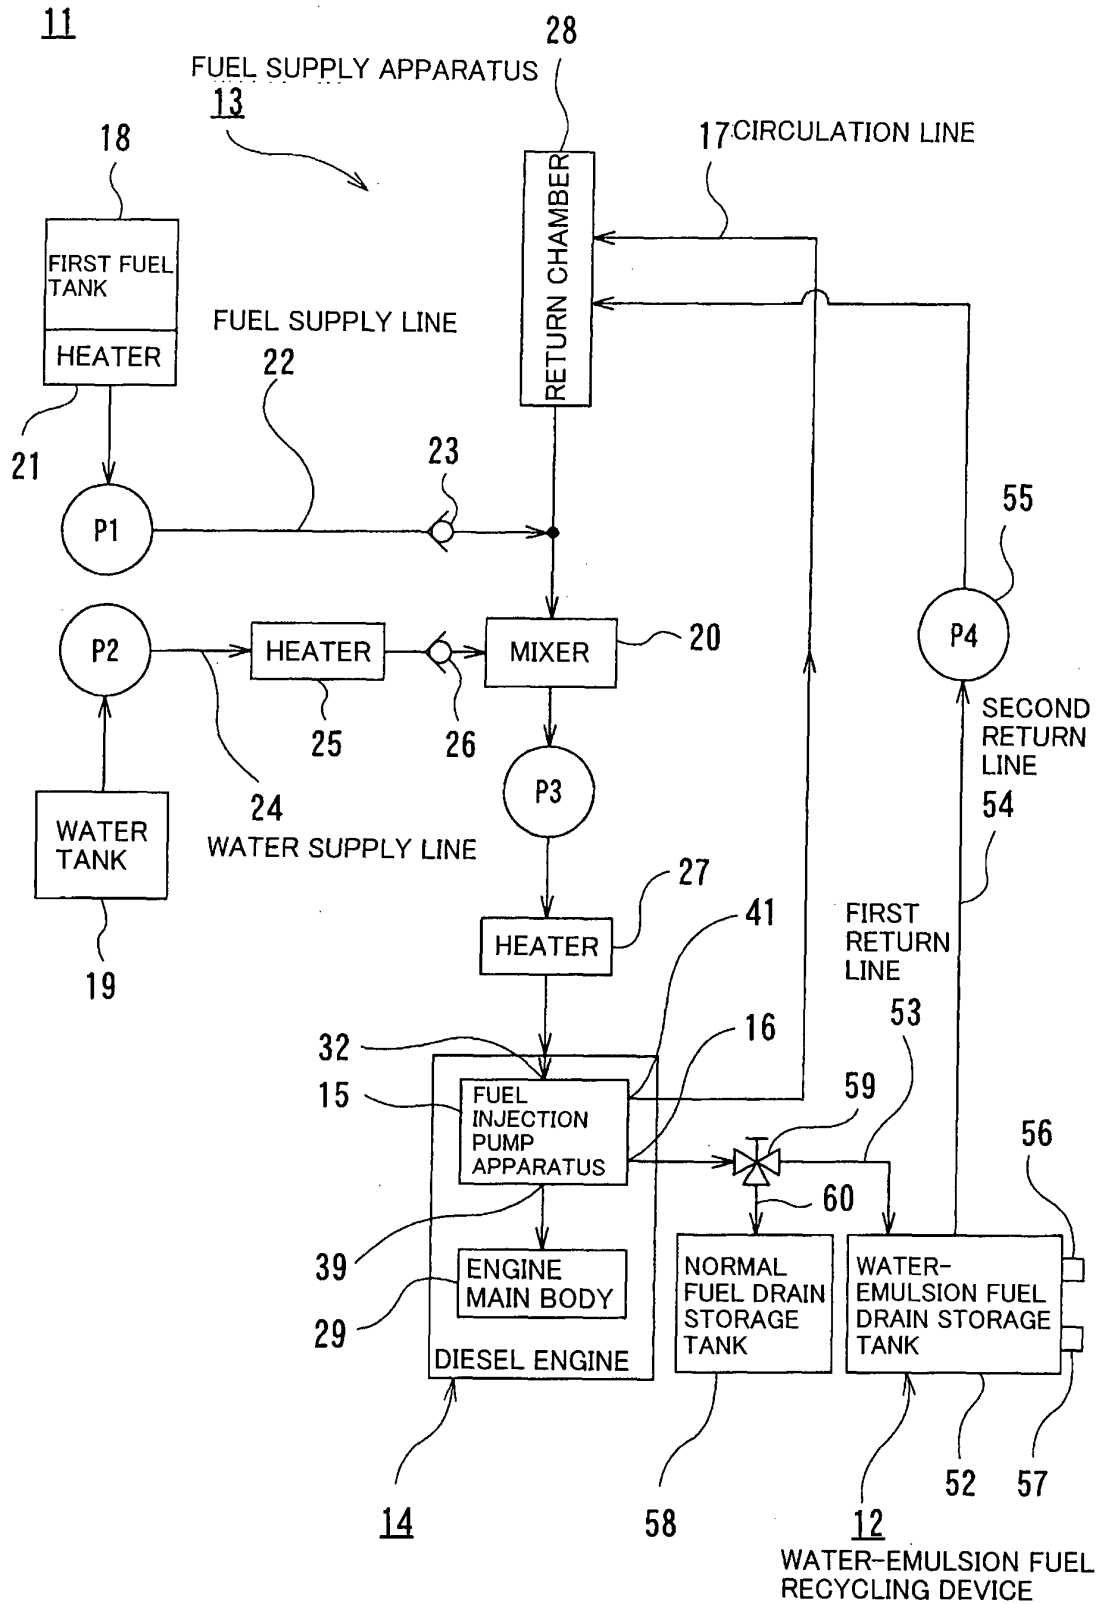 11
28
FUEL SUPPLY APPARATUS
13
18
17
CIRCULATION LINE
RETURN CHAMBER
FIRST FUEL
TANK
HEATER
FUEL SUPPLY LINE
22
21
23
P1
55
P2
HEATER
MIXER
20
P4
25
26
SECOND
RETURN
LINE
54
P3
24
WATER SUPPLY LINE
WATER
TANK
19
27
41
HEATER
FIRST
RETURN
LINE
53
16
32
15
FUEL
INJECTION
PUMP
APPARATUS
59
56
60
39
ENGINE
MAIN BODY
29
DIESEL ENGINE
NORMAL
FUEL DRAIN
STORAGE
TANK
WATER-
EMULSION FUEL
DRAIN STORAGE
TANK
52
57
14
58
12
WATER-EMULSION FUEL
RECYCLING DEVICE